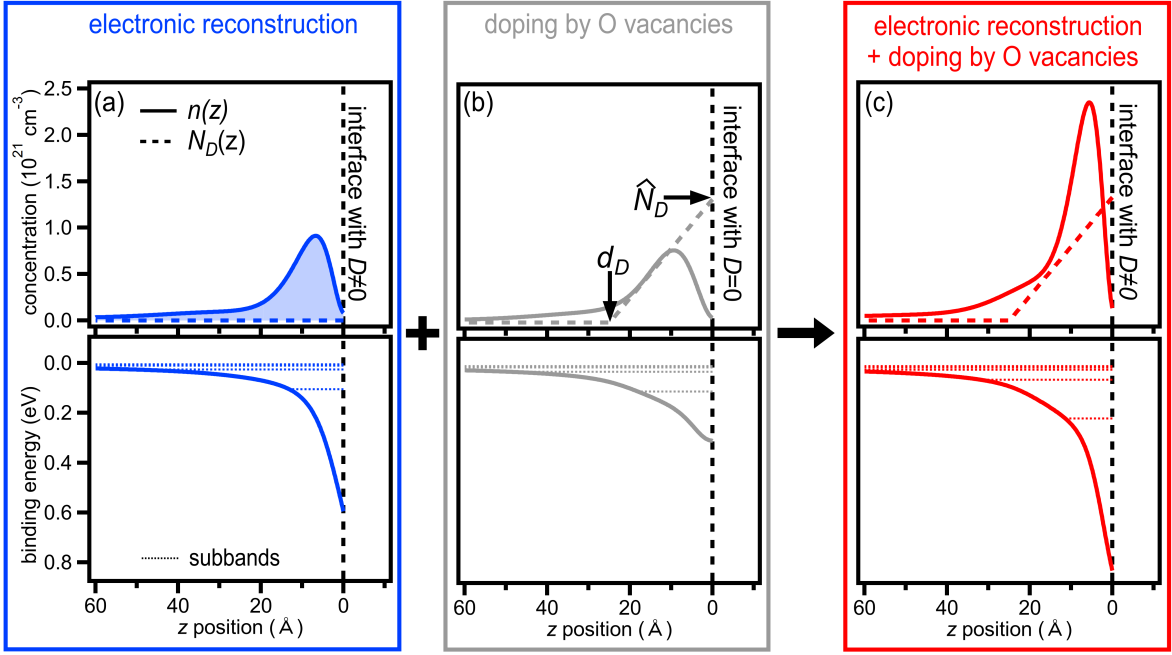 electronic reconstruction
doping by O vacancies
electronic reconstruction
+ doping by O vacancies
(a)
n(z)
N_D(z)
interface with D≠0
concentration (10^21 cm^-3)
2.5
2.0
1.5
1.0
0.5
0.0
(b)
N̂_D
d_D
interface with D=0
(c)
interface with D≠0
+
binding energy (eV)
0.0
0.2
0.4
0.6
0.8
subbands
60 40 20 0
z position (Å)
60 40 20 0
z position (Å)
60 40 20 0
z position (Å)